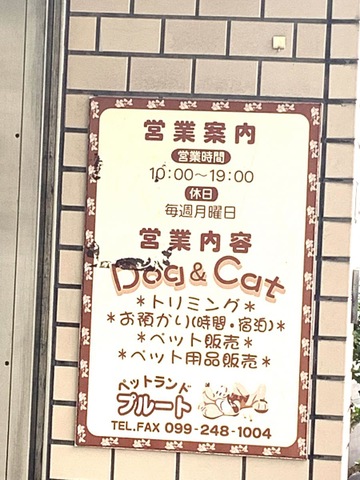 営業案内
営業時間
10:00～19:00
休日
毎週月曜日
営業内容
Dog & Cat
＊トリミング＊
＊お預かり(時間・宿泊)＊
＊ペット販売＊
＊ペット用品販売＊
ペットランド
プルート
TEL.FAX 099-248-1004